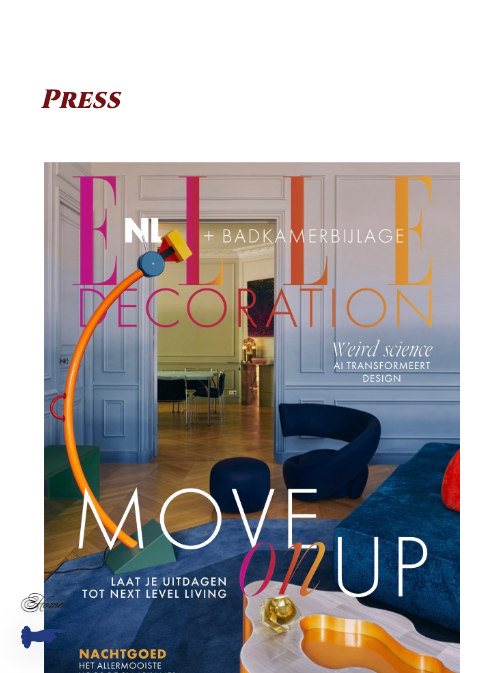 PRESS
ELLE
NL
+ BADKAMERBIJLAGE
DECORATION
Weird science
AI TRANSFORMEERT
DESIGN
MOVE
on UP
LAAT JE UITDAGEN
TOT NEXT LEVEL LIVING
Home
NACHTGOED
HET ALLERMOOISTE